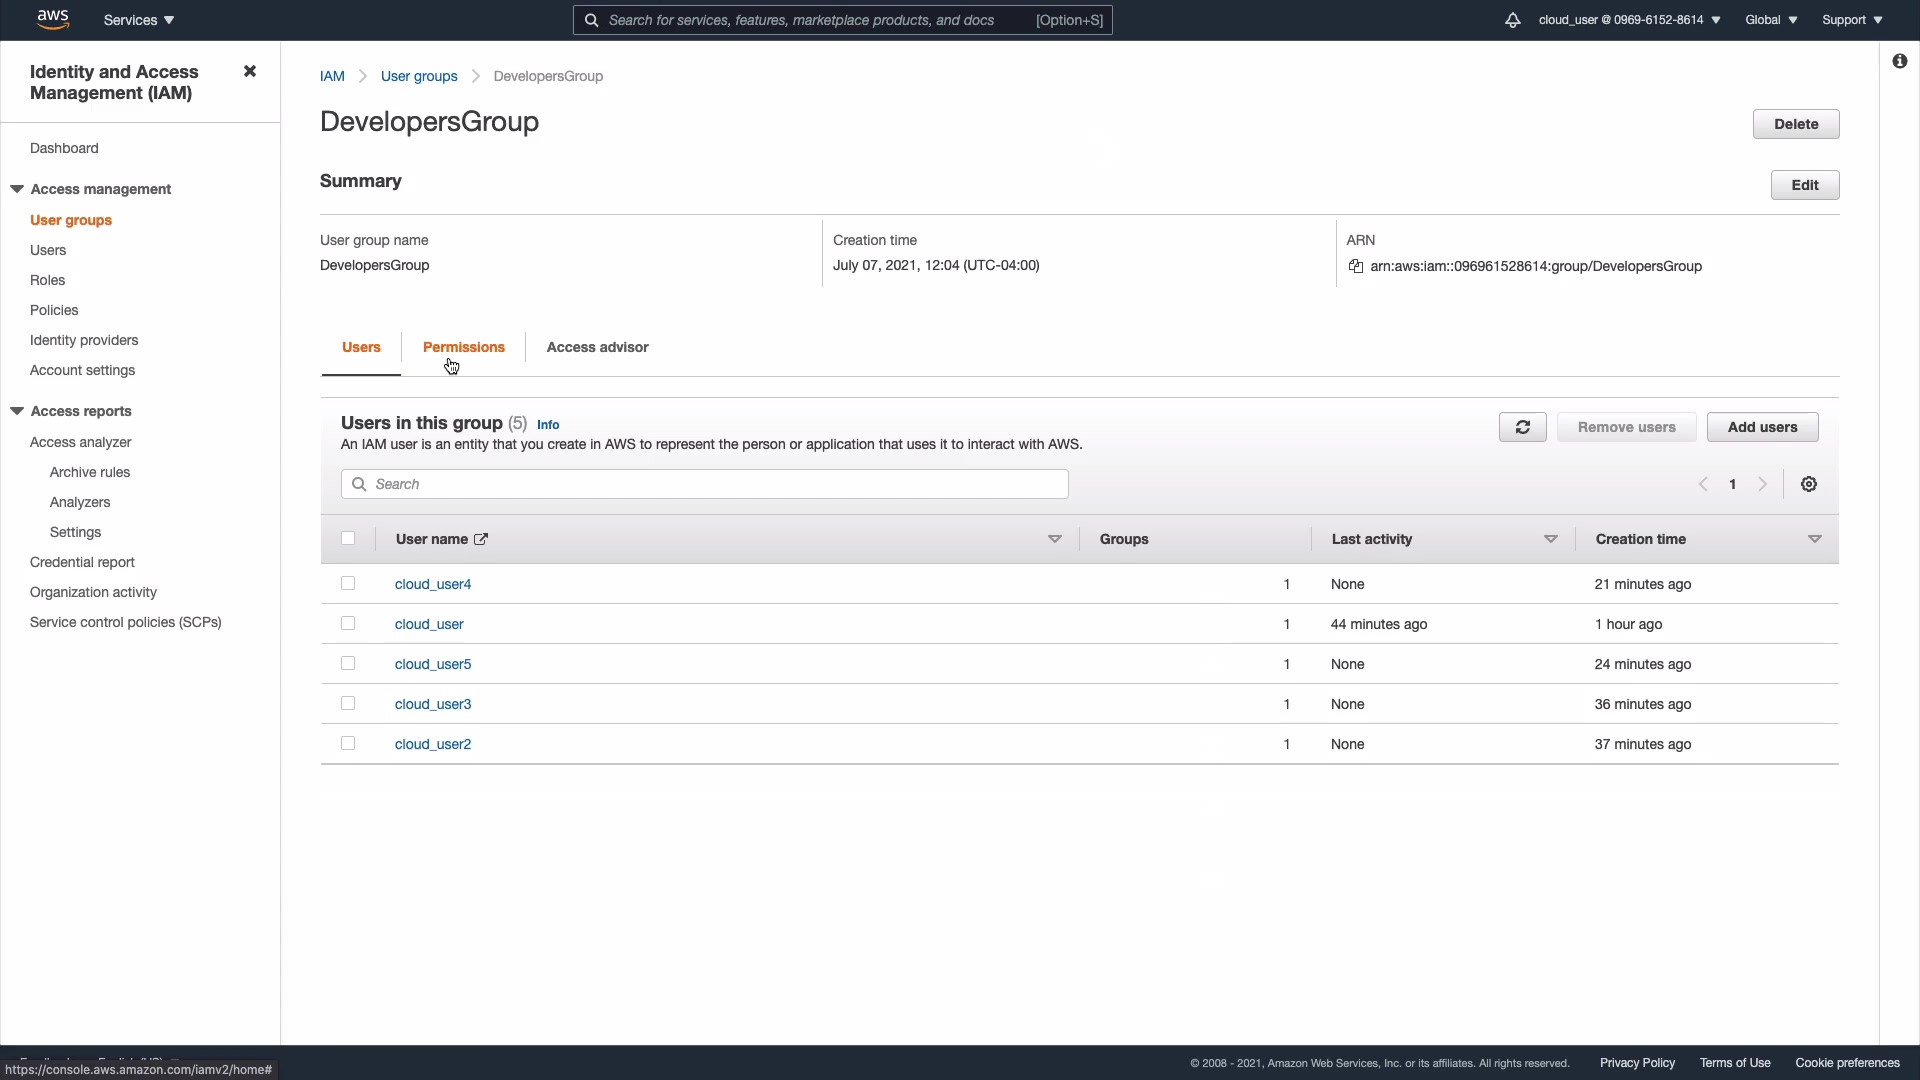 aws
Services
Search for services, features, marketplace products, and docs
[Option+S]
cloud_user @ 0969-6152-8614
Global
Support
Identity and Access
Management (IAM)
Dashboard
Access management
User groups
Users
Roles
Policies
Identity providers
Account settings
Access reports
Access analyzer
Archive rules
Analyzers
Settings
Credential report
Organization activity
Service control policies (SCPs)
IAM
User groups
DevelopersGroup
DevelopersGroup
Delete
Summary
Edit
User group name
DevelopersGroup
Creation time
July 07, 2021, 12:04 (UTC-04:00)
ARN
arn:aws:iam::096961528614:group/DevelopersGroup
Users
Permissions
Access advisor
Users in this group (5) Info
An IAM user is an entity that you create in AWS to represent the person or application that uses it to interact with AWS.
Remove users
Add users
Search
1
User name
Groups
Last activity
Creation time
cloud_user4 1 None 21 minutes ago
cloud_user 1 44 minutes ago 1 hour ago
cloud_user5 1 None 24 minutes ago
cloud_user3 1 None 36 minutes ago
cloud_user2 1 None 37 minutes ago
https://console.aws.amazon.com/iamv2/home#
© 2008 - 2021, Amazon Web Services, Inc. or its affiliates. All rights reserved.
Privacy Policy
Terms of Use
Cookie preferences